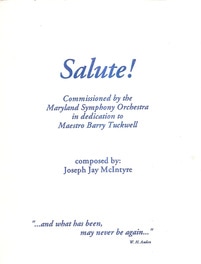 Salute!
Commissioned by the
Maryland Symphony Orchestra
in dedication to
Maestro Barry Tuckwell
composed by:
Joseph Jay McIntyre
"...and what has been,
may never be again..."
W. H. Auden